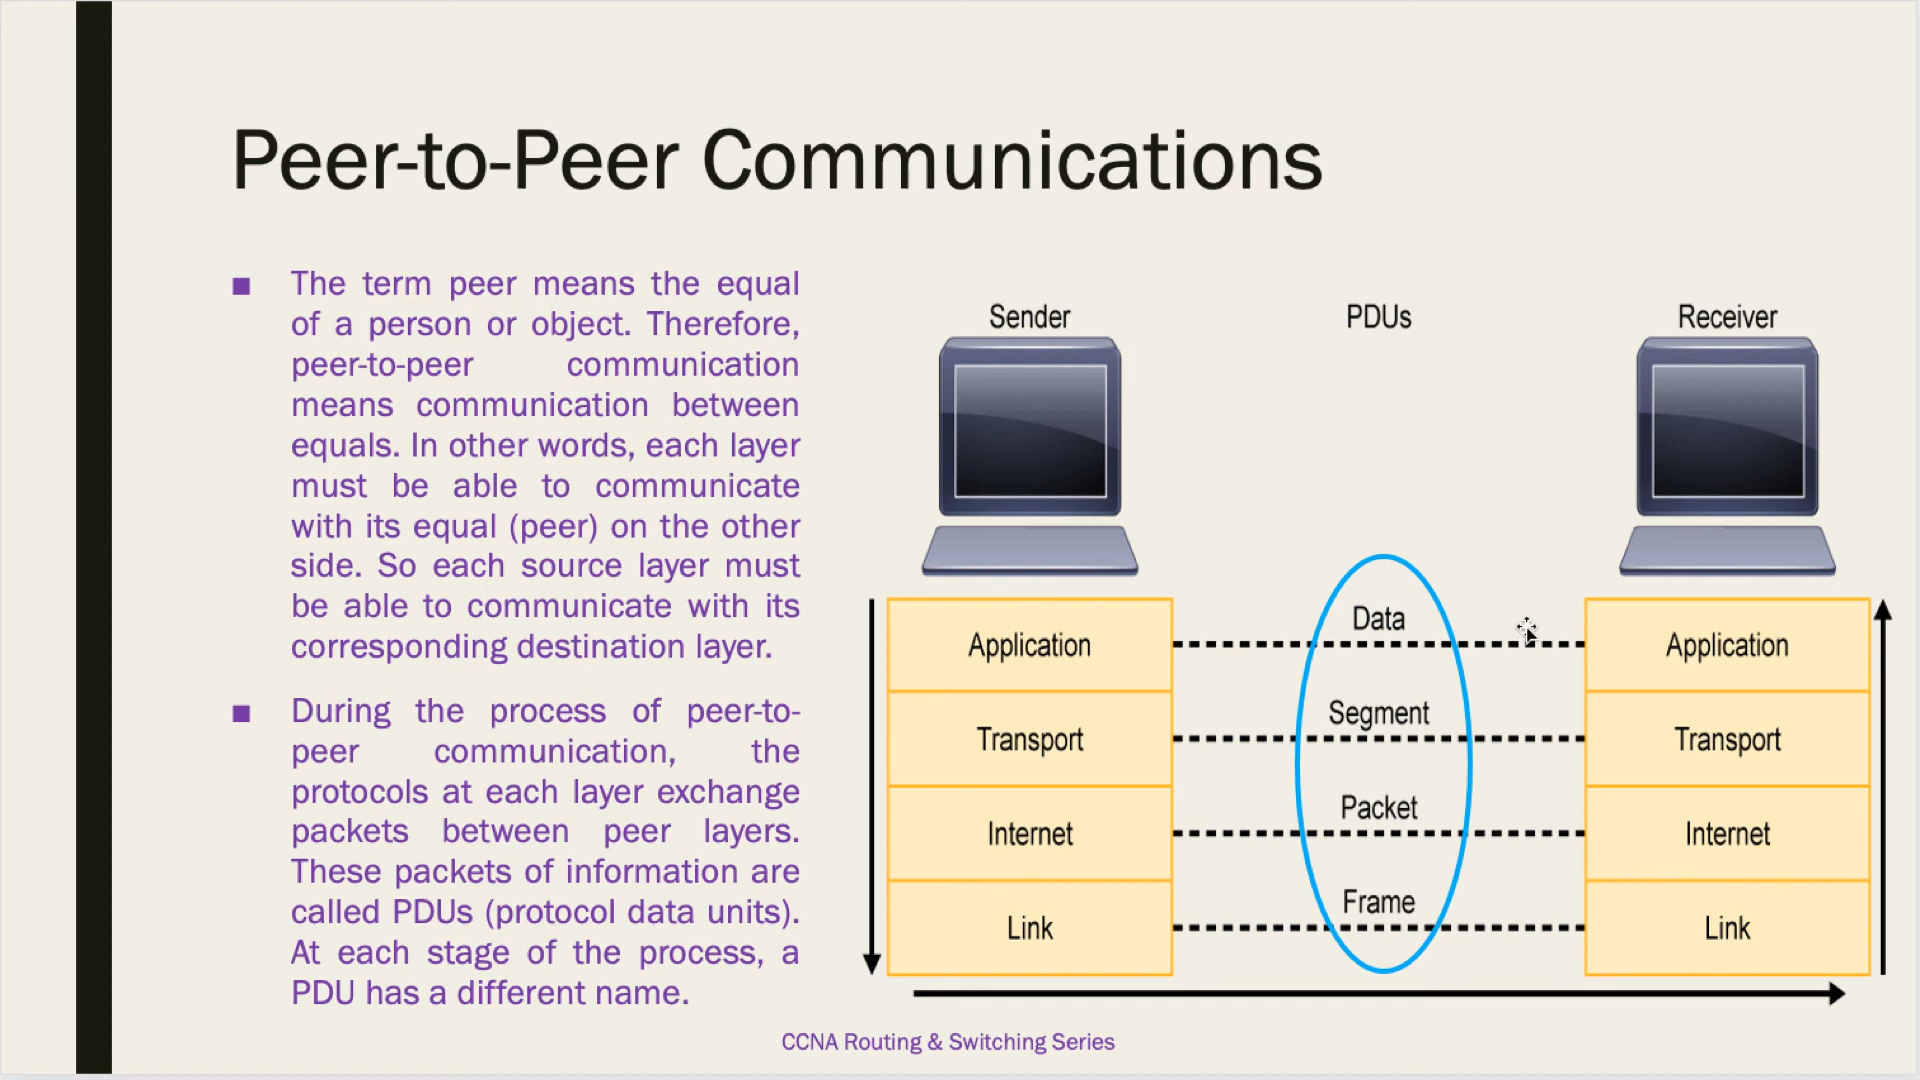 Peer-to-Peer Communications
The term peer means the equal
of a person or object. Therefore,
peer-to-peer communication
means communication between
equals. In other words, each layer
must be able to communicate
with its equal (peer) on the other
side. So each source layer must
be able to communicate with its
corresponding destination layer.
During the process of peer-to-
peer communication, the
protocols at each layer exchange
packets between peer layers.
These packets of information are
called PDUs (protocol data units).
At each stage of the process, a
PDU has a different name.
Sender PDUs Receiver
Data
Application Application
Segment
Transport Transport
Packet
Internet Internet
Frame
Link Link
CCNA Routing & Switching Series